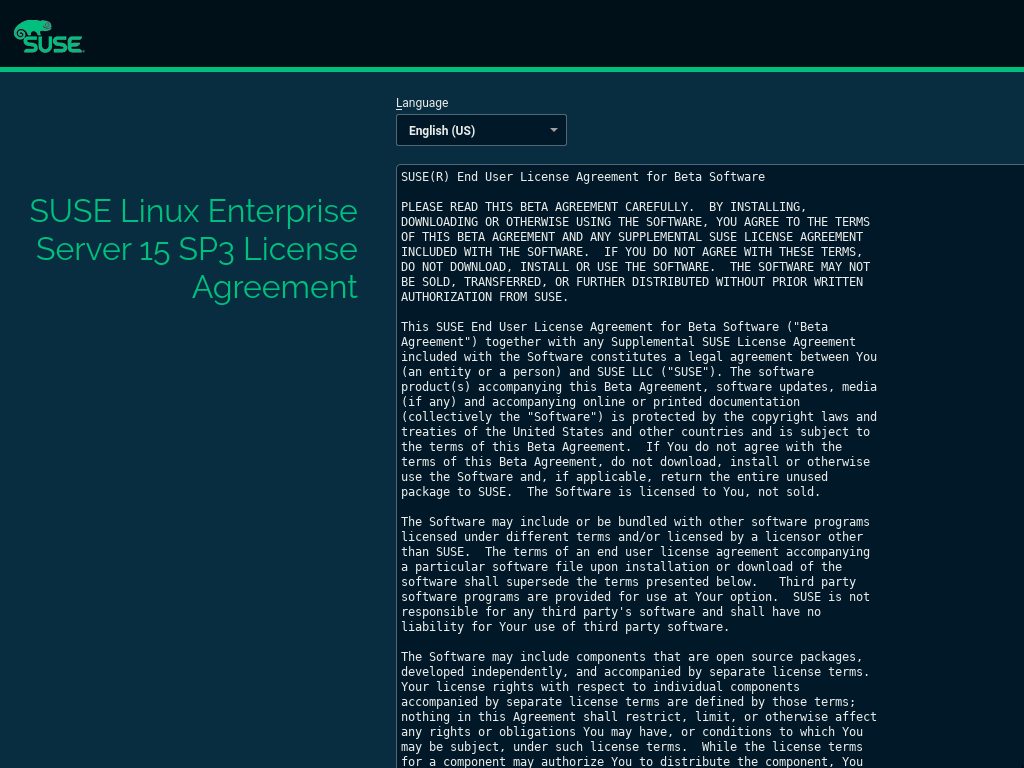 SUSE
Language
English (US)
SUSE Linux Enterprise
Server 15 SP3 License
Agreement
SUSE(R) End User License Agreement for Beta Software
PLEASE READ THIS BETA AGREEMENT CAREFULLY.  BY INSTALLING,
DOWNLOADING OR OTHERWISE USING THE SOFTWARE, YOU AGREE TO THE TERMS
OF THIS BETA AGREEMENT AND ANY SUPPLEMENTAL SUSE LICENSE AGREEMENT
INCLUDED WITH THE SOFTWARE.  IF YOU DO NOT AGREE WITH THESE TERMS,
DO NOT DOWNLOAD, INSTALL OR USE THE SOFTWARE.  THE SOFTWARE MAY NOT
BE SOLD, TRANSFERRED, OR FURTHER DISTRIBUTED WITHOUT PRIOR WRITTEN
AUTHORIZATION FROM SUSE.
This SUSE End User License Agreement for Beta Software ("Beta
Agreement") together with any Supplemental SUSE License Agreement
included with the Software constitutes a legal agreement between You
(an entity or a person) and SUSE LLC ("SUSE"). The software
product(s) accompanying this Beta Agreement, software updates, media
(if any) and accompanying online or printed documentation
(collectively the "Software") is protected by the copyright laws and
treaties of the United States and other countries and is subject to
the terms of this Beta Agreement.  If You do not agree with the
terms of this Beta Agreement, do not download, install or otherwise
use the Software and, if applicable, return the entire unused
package to SUSE.  The Software is licensed to You, not sold.
The Software may include or be bundled with other software programs
licensed under different terms and/or licensed by a licensor other
than SUSE.  The terms of an end user license agreement accompanying
a particular software file upon installation or download of the
software shall supersede the terms presented below.   Third party
software programs are provided for use at Your option.  SUSE is not
responsible for any third party's software and shall have no
liability for Your use of third party software.
The Software may include components that are open source packages,
developed independently, and accompanied by separate license terms.
Your license rights with respect to individual components
accompanied by separate license terms are defined by those terms;
nothing in this Agreement shall restrict, limit, or otherwise affect
any rights or obligations You may have, or conditions to which You
may be subject, under such license terms.  While the license terms
for a component may authorize You to distribute the component, You